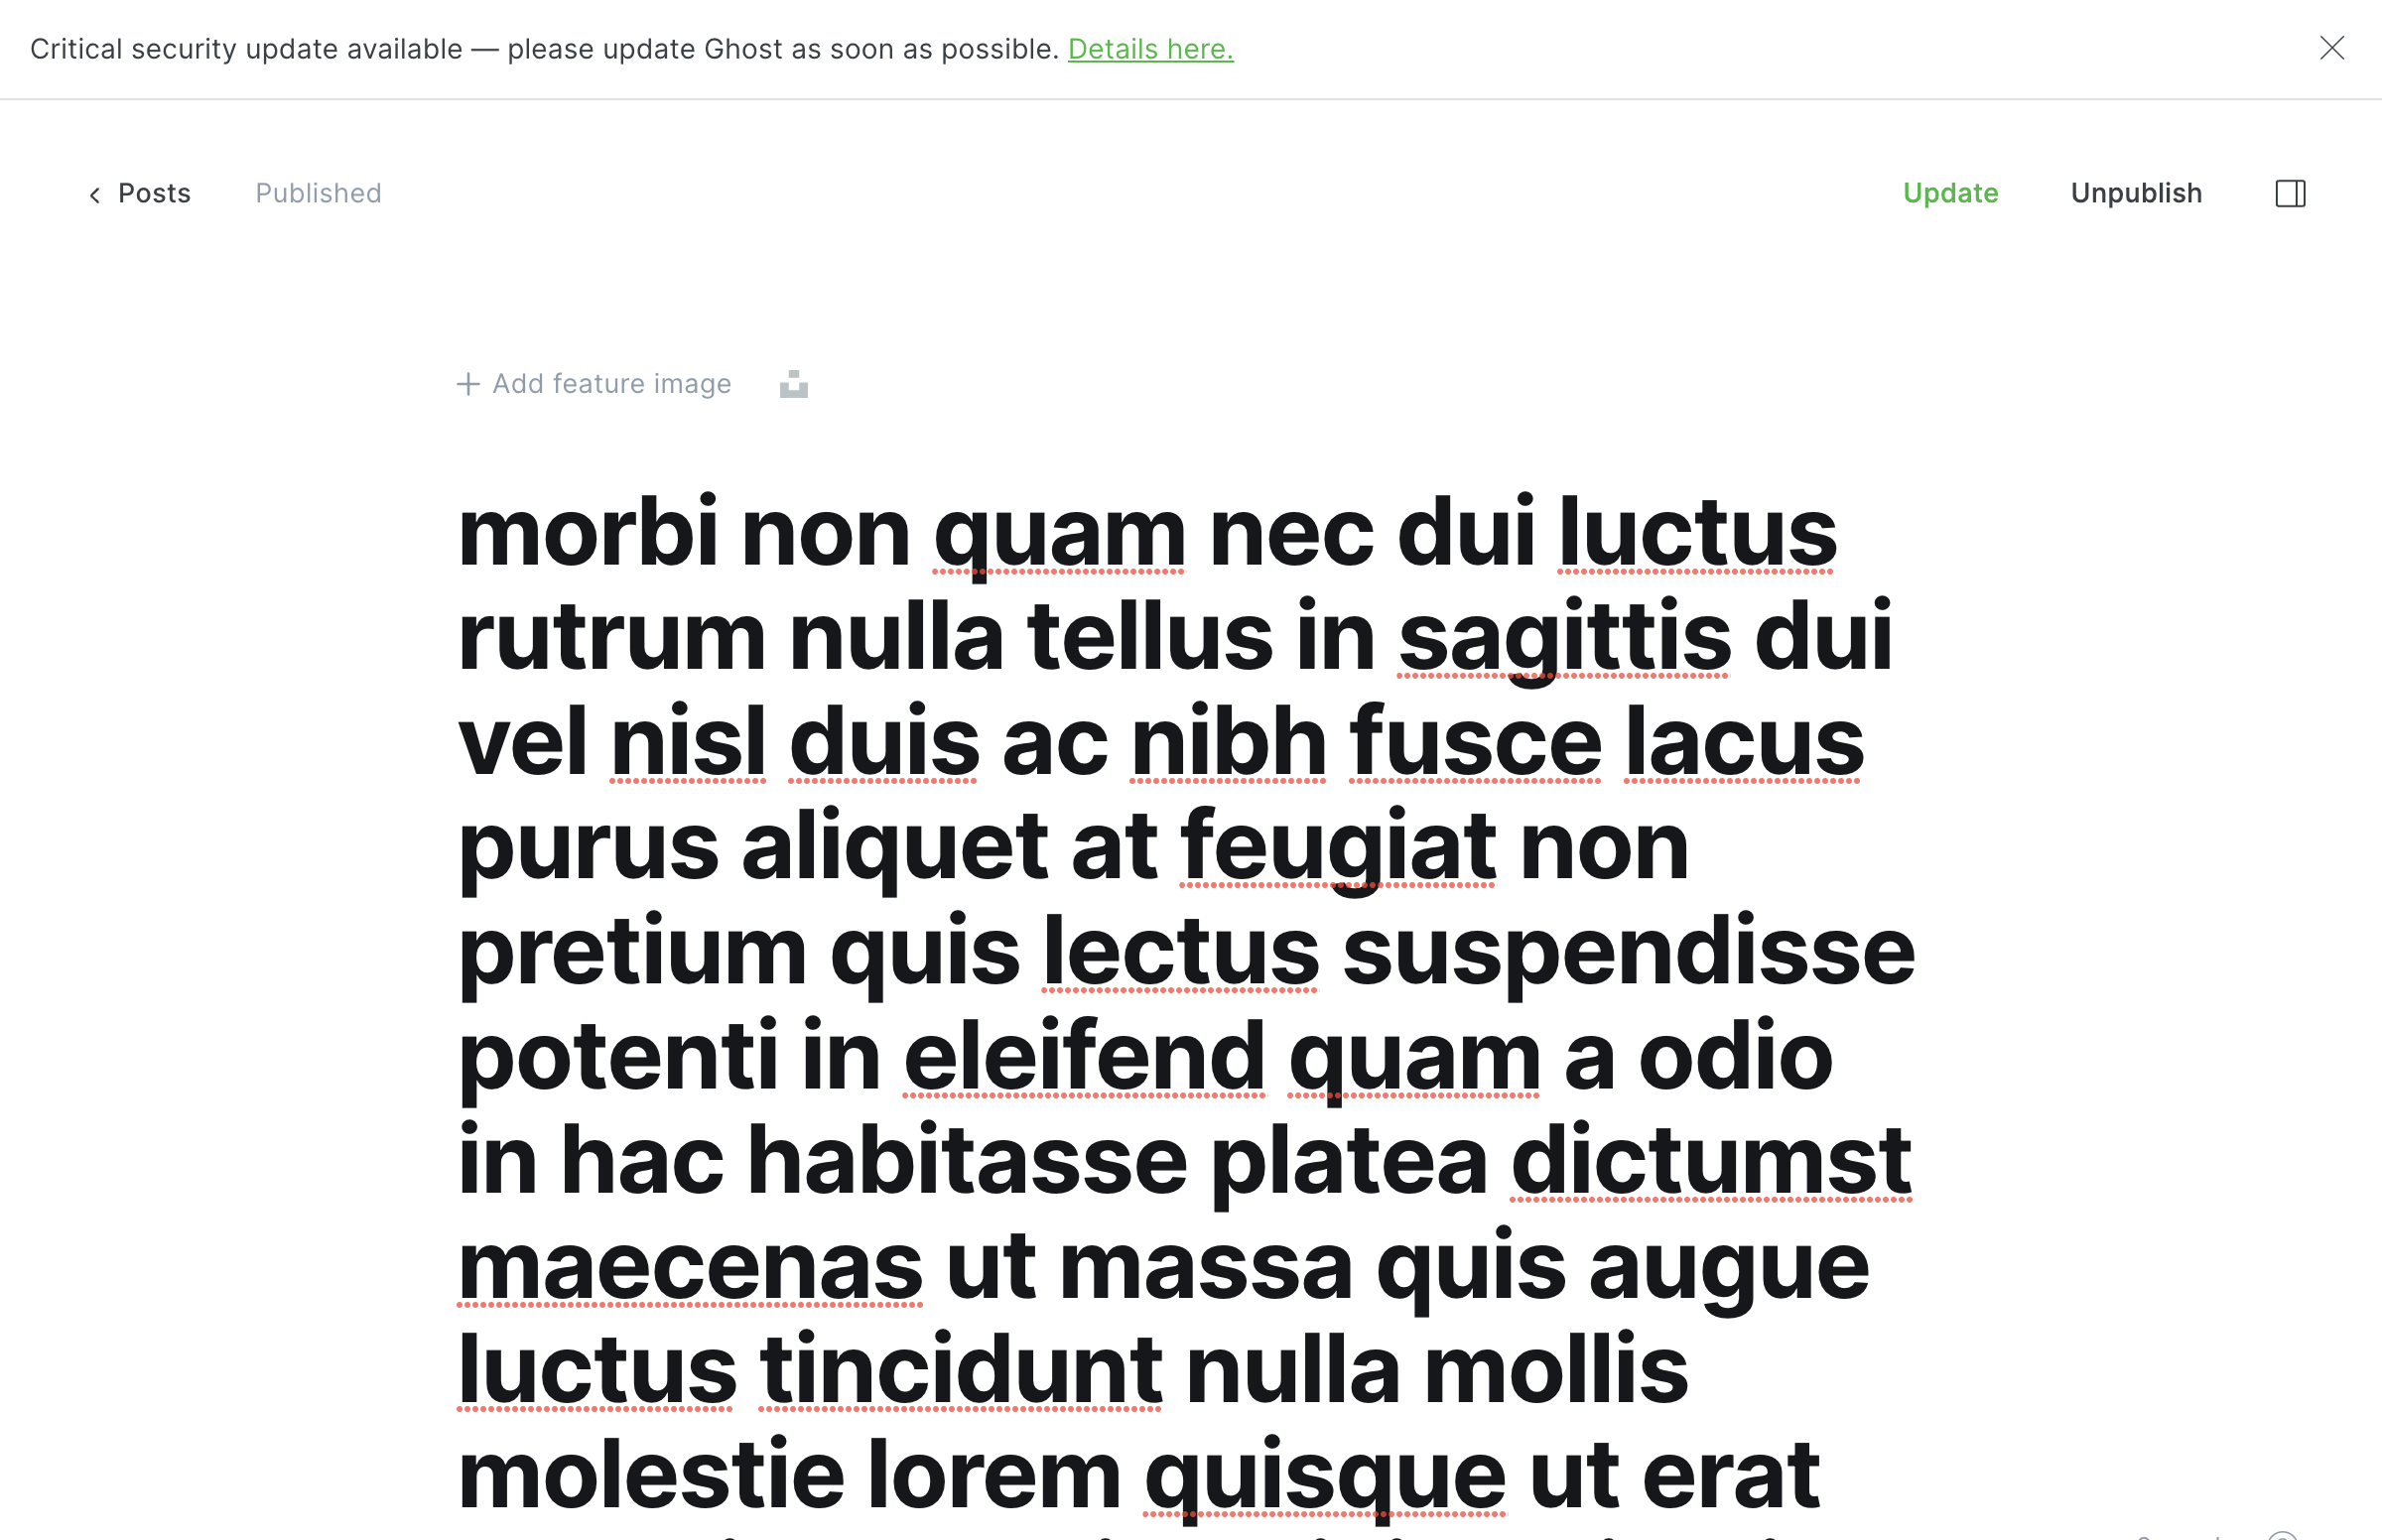 Critical security update available — please update Ghost as soon as possible. Details here.
Posts Published Update Unpublish
Add feature image
morbi non quam nec dui luctus
rutrum nulla tellus in sagittis dui
vel nisl duis ac nibh fusce lacus
purus aliquet at feugiat non
pretium quis lectus suspendisse
potenti in eleifend quam a odio
in hac habitasse platea dictumst
maecenas ut massa quis augue
luctus tincidunt nulla mollis
molestie lorem quisque ut erat